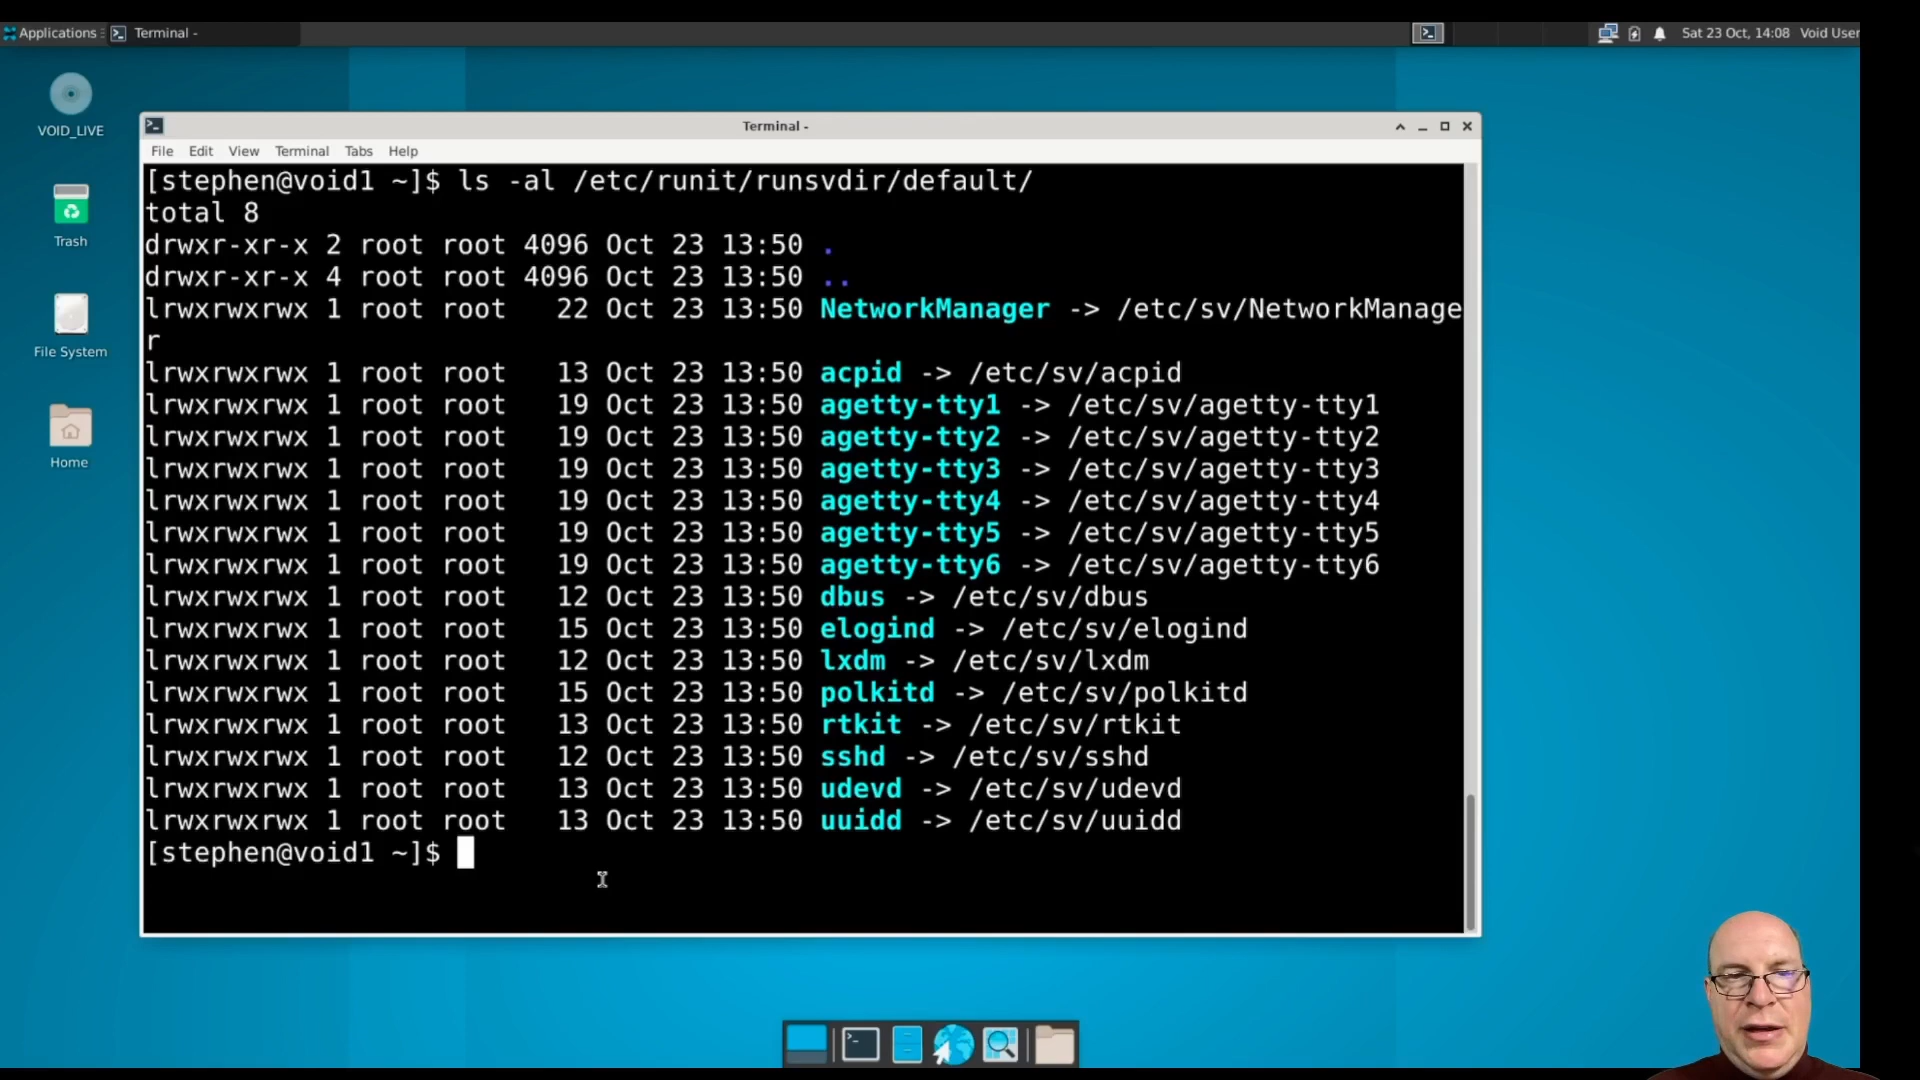 Applications Terminal - Sat 23 Oct, 14:08 Void User
VOID_LIVE
Trash
File System
Home
Terminal -
File Edit View Terminal Tabs Help
[stephen@void1 ~]$ ls -al /etc/runit/runsvdir/default/
total 8
drwxr-xr-x 2 root root 4096 Oct 23 13:50 .
drwxr-xr-x 4 root root 4096 Oct 23 13:50 ..
lrwxrwxrwx 1 root root   22 Oct 23 13:50 NetworkManager -> /etc/sv/NetworkManage
r
lrwxrwxrwx 1 root root   13 Oct 23 13:50 acpid -> /etc/sv/acpid
lrwxrwxrwx 1 root root   19 Oct 23 13:50 agetty-tty1 -> /etc/sv/agetty-tty1
lrwxrwxrwx 1 root root   19 Oct 23 13:50 agetty-tty2 -> /etc/sv/agetty-tty2
lrwxrwxrwx 1 root root   19 Oct 23 13:50 agetty-tty3 -> /etc/sv/agetty-tty3
lrwxrwxrwx 1 root root   19 Oct 23 13:50 agetty-tty4 -> /etc/sv/agetty-tty4
lrwxrwxrwx 1 root root   19 Oct 23 13:50 agetty-tty5 -> /etc/sv/agetty-tty5
lrwxrwxrwx 1 root root   19 Oct 23 13:50 agetty-tty6 -> /etc/sv/agetty-tty6
lrwxrwxrwx 1 root root   12 Oct 23 13:50 dbus -> /etc/sv/dbus
lrwxrwxrwx 1 root root   15 Oct 23 13:50 elogind -> /etc/sv/elogind
lrwxrwxrwx 1 root root   12 Oct 23 13:50 lxdm -> /etc/sv/lxdm
lrwxrwxrwx 1 root root   15 Oct 23 13:50 polkitd -> /etc/sv/polkitd
lrwxrwxrwx 1 root root   13 Oct 23 13:50 rtkit -> /etc/sv/rtkit
lrwxrwxrwx 1 root root   12 Oct 23 13:50 sshd -> /etc/sv/sshd
lrwxrwxrwx 1 root root   13 Oct 23 13:50 udevd -> /etc/sv/udevd
lrwxrwxrwx 1 root root   13 Oct 23 13:50 uuidd -> /etc/sv/uuidd
[stephen@void1 ~]$